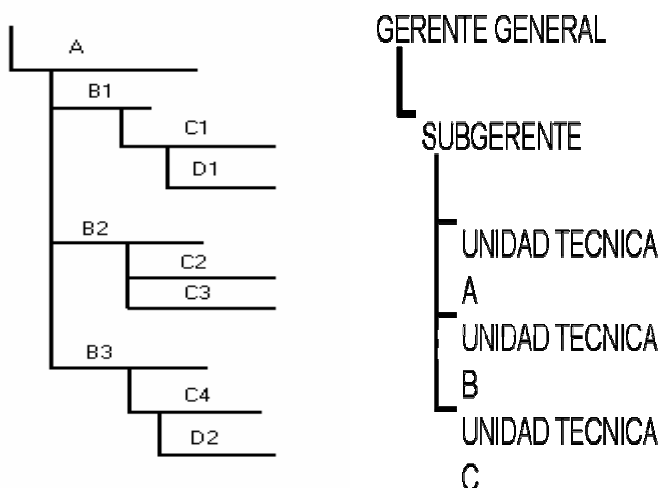 A
B1
C1
D1
B2
C2
C3
B3
C4
D2
GERENTE GENERAL
SUBGERENTE
UNIDAD TECNICA
A
UNIDAD TECNICA
B
UNIDAD TECNICA
C